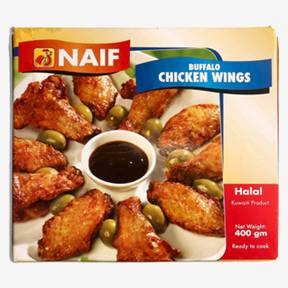 NAIF
BUFFALO
CHICKEN WINGS
Halal
Kuwaiti Product
Net Weight:
400 gm
Ready to cook.